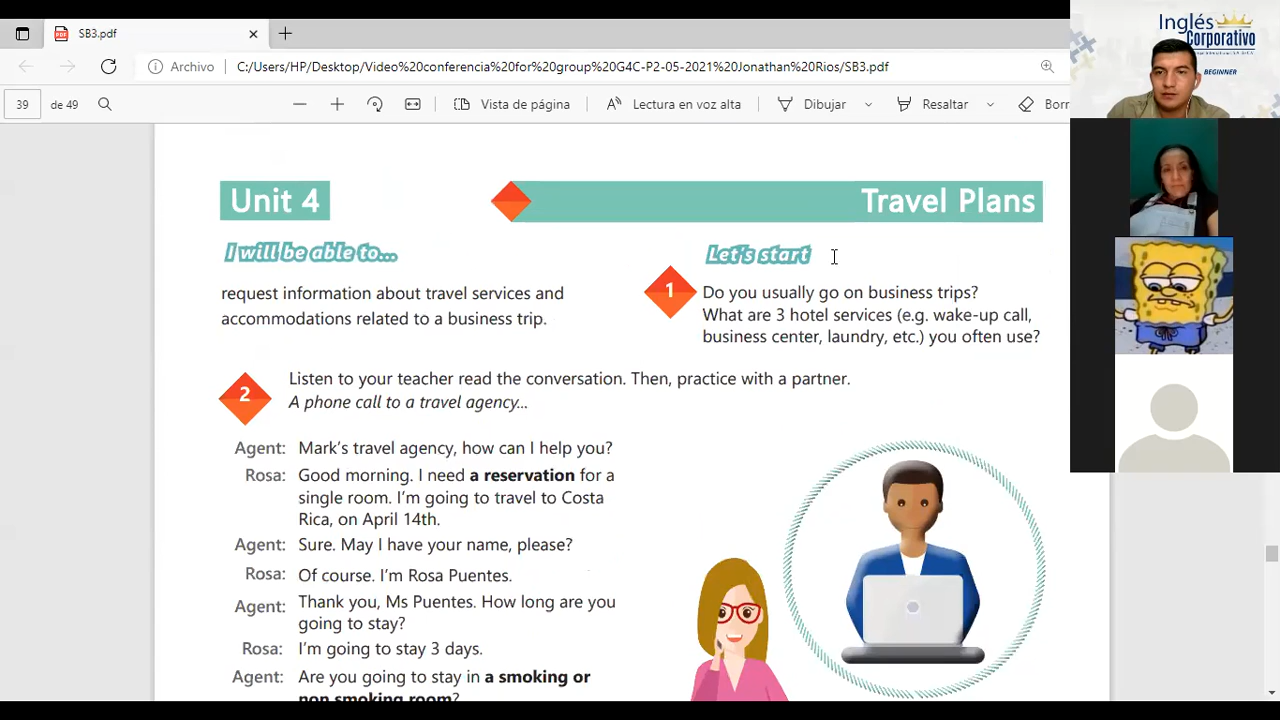 SB3.pdf
Archivo
C:/Users/HP/Desktop/Video%20conferencia%20for%20group%20G4C-P2-05-2021%20Jonathan%20Rios/SB3.pdf
39 de 49
Vista de página
Lectura en voz alta
Dibujar
Resaltar
Borr
Inglés
Corporativo
BEGINNER
Unit 4
Travel Plans
I will be able to...
request information about travel services and
accommodations related to a business trip.
Let's start
1
Do you usually go on business trips?
What are 3 hotel services (e.g. wake-up call,
business center, laundry, etc.) you often use?
2
Listen to your teacher read the conversation. Then, practice with a partner.
A phone call to a travel agency...
Agent: Mark's travel agency, how can I help you?
Rosa: Good morning. I need a reservation for a
single room. I'm going to travel to Costa
Rica, on April 14th.
Agent: Sure. May I have your name, please?
Rosa: Of course. I'm Rosa Puentes.
Agent: Thank you, Ms Puentes. How long are you
going to stay?
Rosa: I'm going to stay 3 days.
Agent: Are you going to stay in a smoking or
non smoking room?